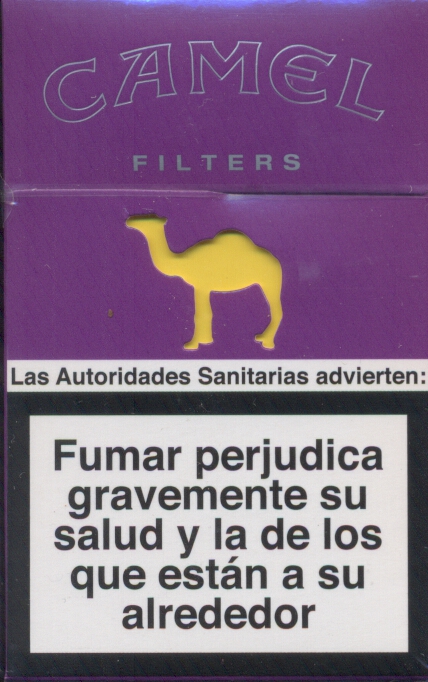 CAMEL
FILTERS
Las Autoridades Sanitarias advierten:
Fumar perjudica
gravemente su
salud y la de los
que están a su
alrededor